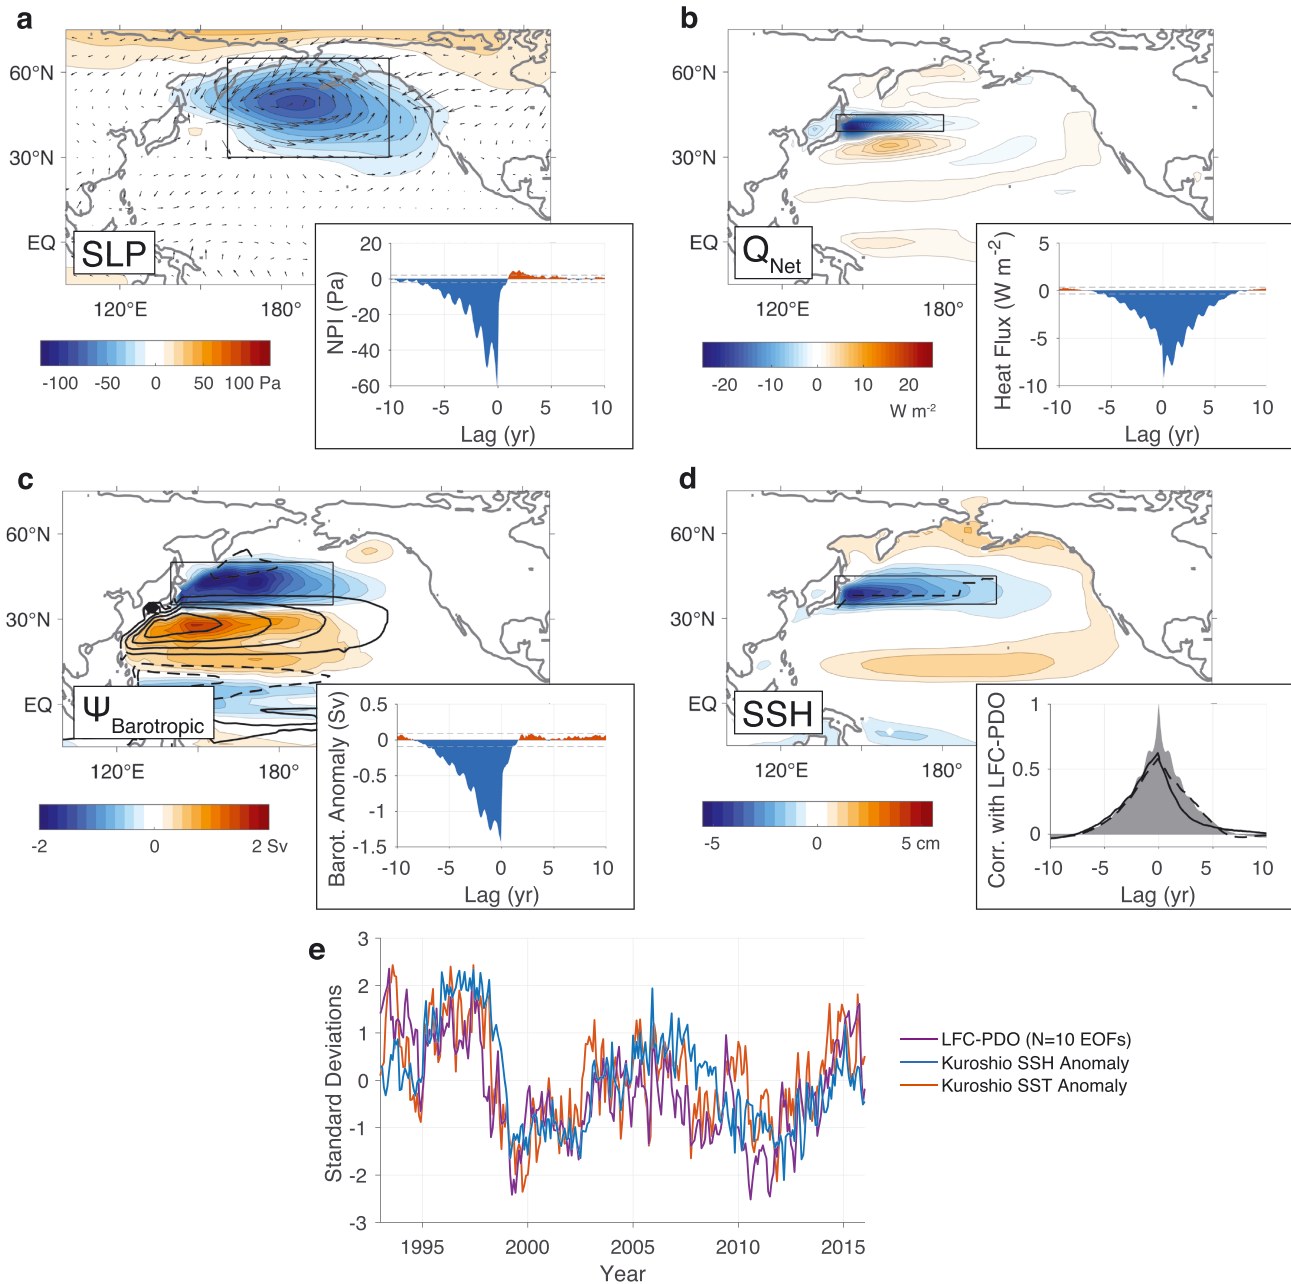 a
60°N
30°N
EQ
SLP
120°E 180°
-100 -50 0 50 100 Pa
20
0
-20
-40
-60
NPI (Pa)
-10 -5 0 5 10
Lag (yr)
b
60°N
30°N
EQ
QNet
120°E 180°
-20 -10 0 10 20
W m-2
5
0
-5
-10
Heat Flux (W m-2)
-10 -5 0 5 10
Lag (yr)
c
60°N
30°N
EQ
ΨBarotropic
120°E 180°
-2 0 2 Sv
0.5
0
-0.5
-1
-1.5
Barot. Anomaly (Sv)
-10 -5 0 5 10
Lag (yr)
d
60°N
30°N
EQ
SSH
120°E 180°
-5 0 5 cm
1
0.5
0
Corr. with LFC-PDO
-10 -5 0 5 10
Lag (yr)
e
3
2
1
0
-1
-2
-3
Standard Deviations
1995 2000 2005 2010 2015
Year
LFC-PDO (N=10 EOFs)
Kuroshio SSH Anomaly
Kuroshio SST Anomaly